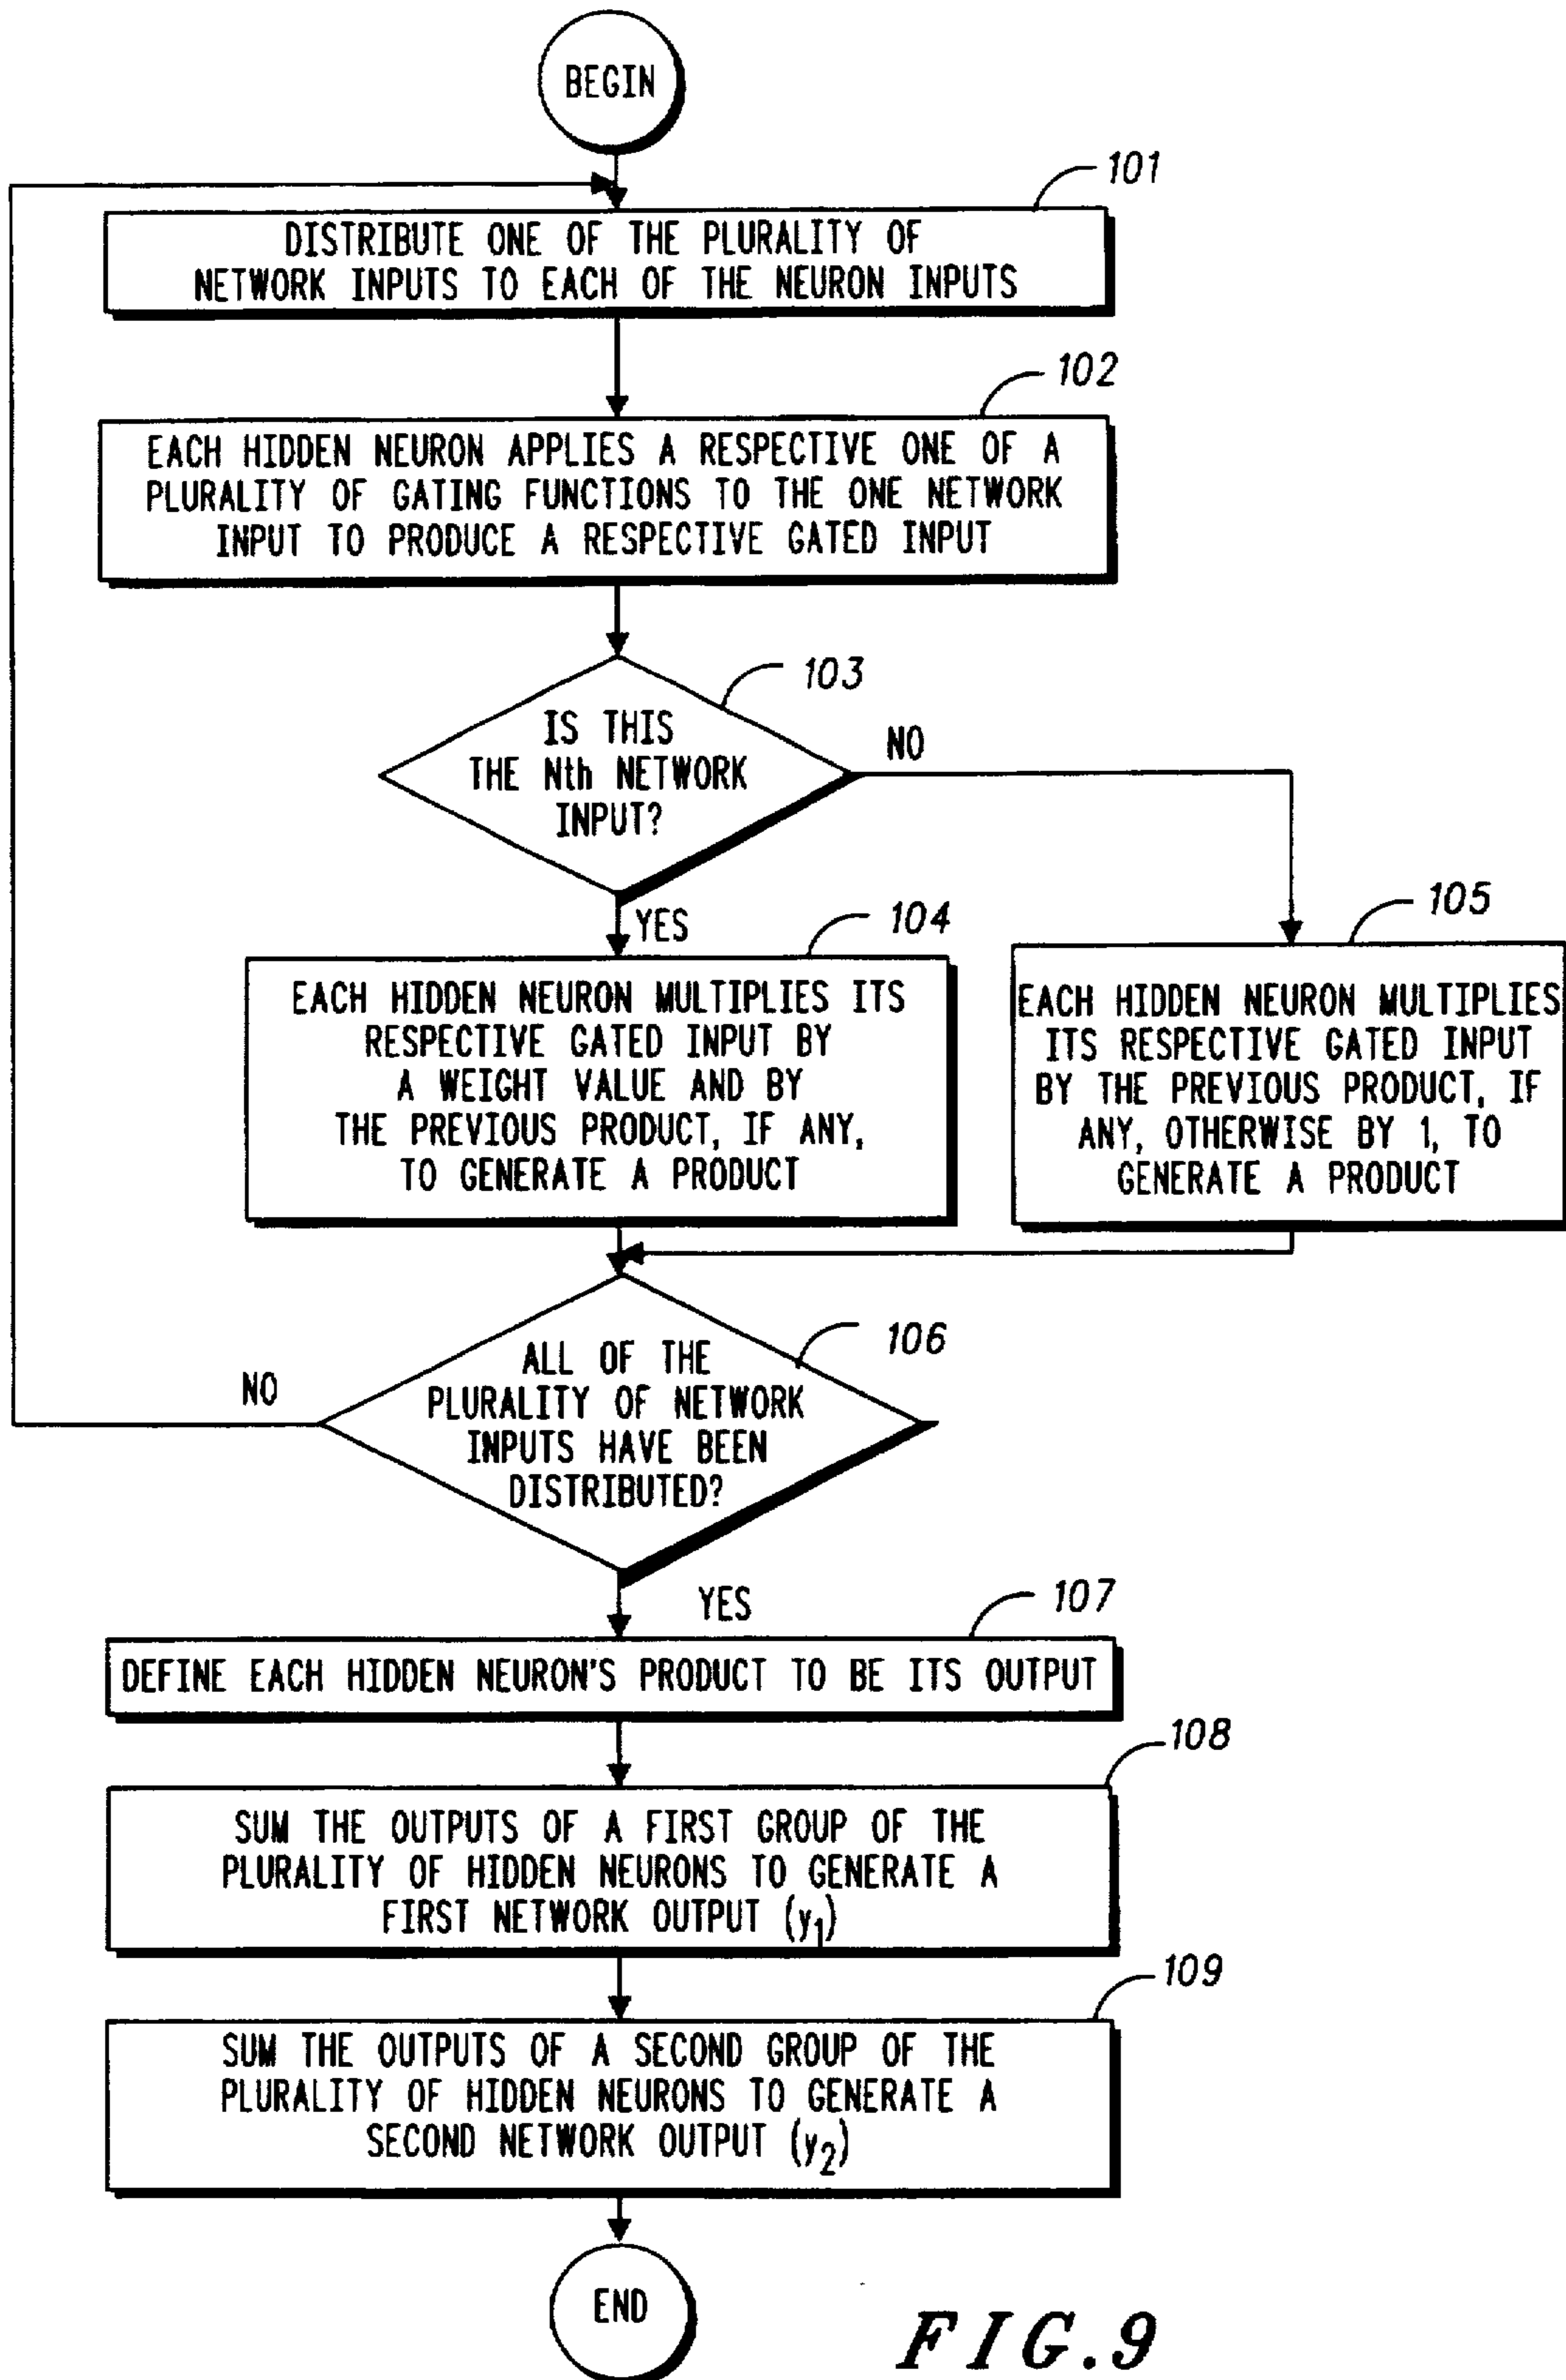 BEGIN
101
DISTRIBUTE ONE OF THE PLURALITY OF
NETWORK INPUTS TO EACH OF THE NEURON INPUTS
102
EACH HIDDEN NEURON APPLIES A RESPECTIVE ONE OF A
PLURALITY OF GATING FUNCTIONS TO THE ONE NETWORK
INPUT TO PRODUCE A RESPECTIVE GATED INPUT
103
IS THIS
THE Nth NETWORK
INPUT?
NO
YES
104
EACH HIDDEN NEURON MULTIPLIES ITS
RESPECTIVE GATED INPUT BY
A WEIGHT VALUE AND BY
THE PREVIOUS PRODUCT, IF ANY,
TO GENERATE A PRODUCT
105
EACH HIDDEN NEURON MULTIPLIES
ITS RESPECTIVE GATED INPUT
BY THE PREVIOUS PRODUCT, IF
ANY, OTHERWISE BY 1, TO
GENERATE A PRODUCT
106
ALL OF THE
PLURALITY OF NETWORK
INPUTS HAVE BEEN
DISTRIBUTED?
NO
YES
107
DEFINE EACH HIDDEN NEURON'S PRODUCT TO BE ITS OUTPUT
108
SUM THE OUTPUTS OF A FIRST GROUP OF THE
PLURALITY OF HIDDEN NEURONS TO GENERATE A
FIRST NETWORK OUTPUT (y1)
109
SUM THE OUTPUTS OF A SECOND GROUP OF THE
PLURALITY OF HIDDEN NEURONS TO GENERATE A
SECOND NETWORK OUTPUT (y2)
END
FIG.9